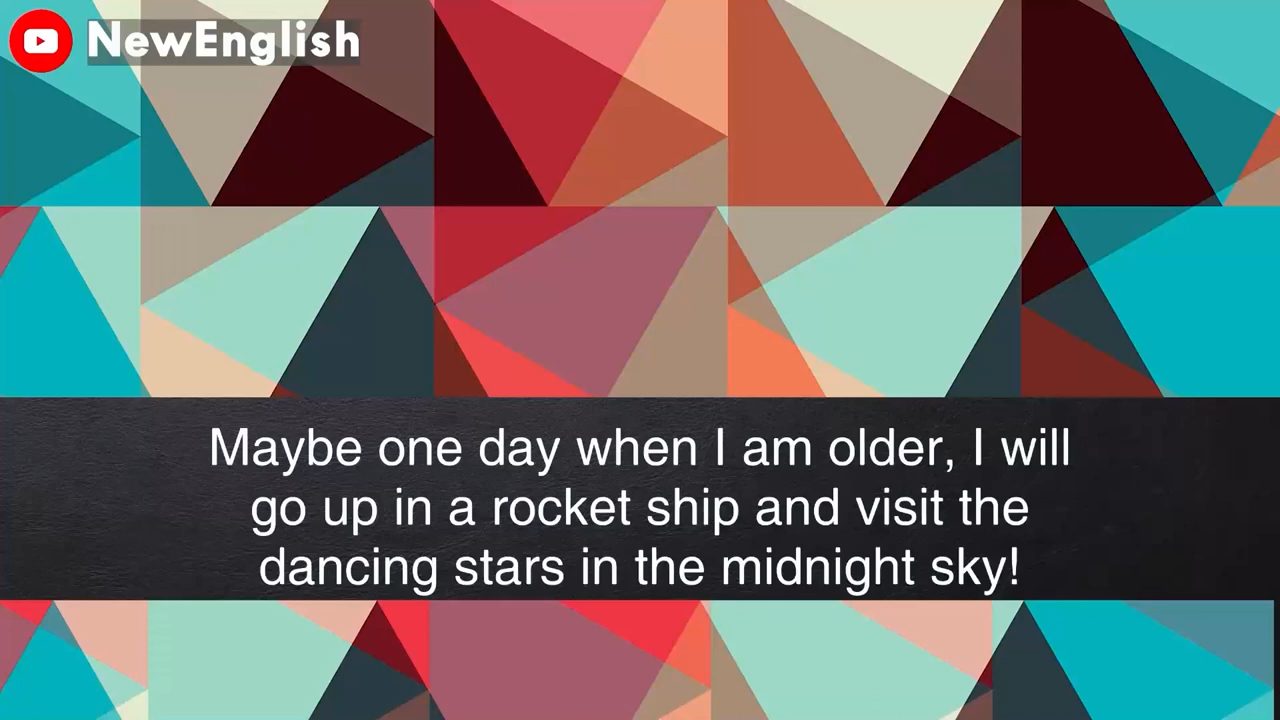 NewEnglish
Maybe one day when I am older, I will
go up in a rocket ship and visit the
dancing stars in the midnight sky!